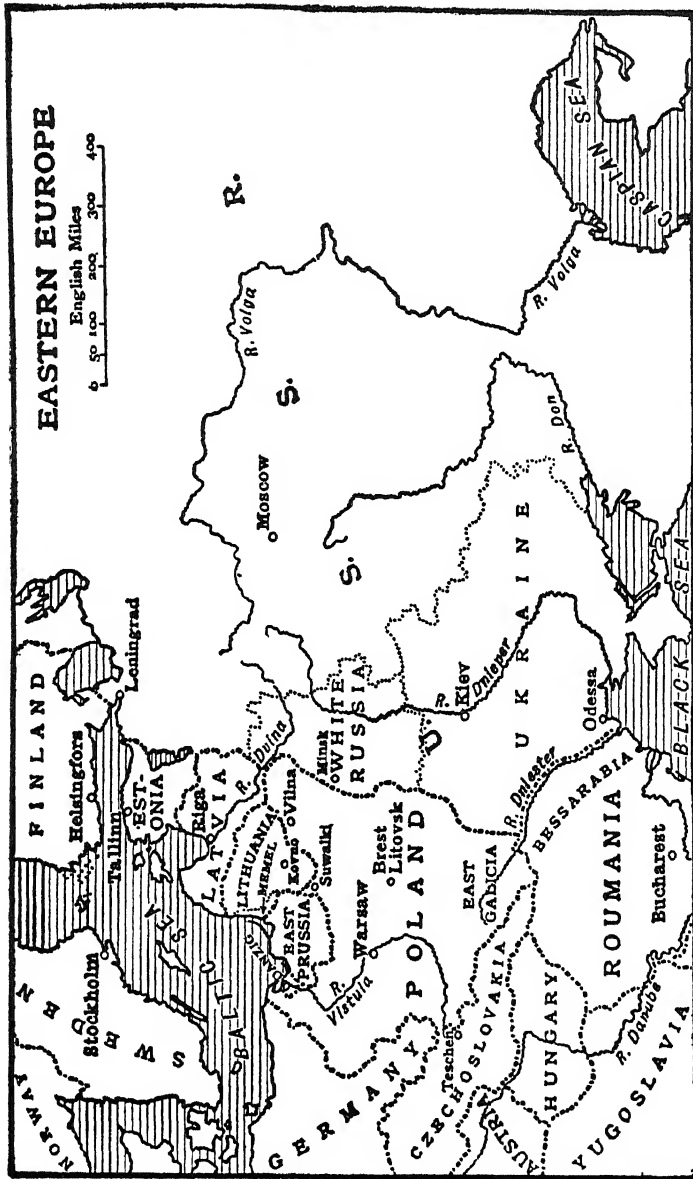 EASTERN EUROPE
English Miles
0 50 100 200 300 400
NORWAY
SWEDEN
FINLAND
Stockholm
Helsingfors
Leningrad
Tallinn
ESTONIA
BALTIC SEA
Riga
LATVIA
R. Duina
LITHUANIA
MEMEL
Kovno
Vilna
Suwalki
DANZIG
EAST
PRUSSIA
Minsk
WHITE
RUSSIA
Moscow
R. Volga
U. S. S. R.
GERMANY
R.
Vistula
Warsaw
Brest
Litovsk
POLAND
Teschen
CZECHOSLOVAKIA
EAST
GALICIA
R. Dnieper
Kiev
UKRAINE
R. Don
R. Volga
CASPIAN SEA
AUSTRIA
HUNGARY
R. Dniester
BESSARABIA
Odessa
ROUMANIA
Bucharest
R. Danube
YUGOSLAVIA
BLACK SEA